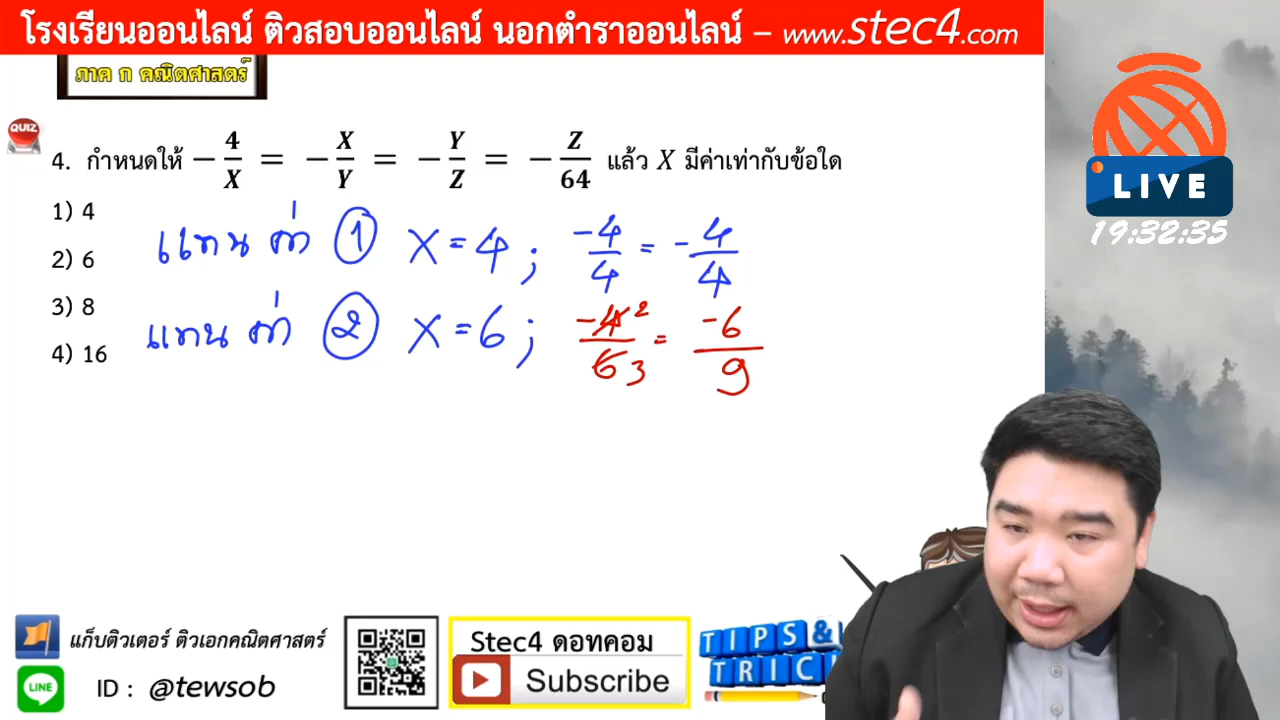 โรงเรียนออนไลน์ ติวสอบออนไลน์ นอกตำราออนไลน์ – www.stec4.com
ภาค ก คณิตศาสตร์
QUIZ
4. กำหนดให้ −4/X = −X/Y = −Y/Z = −Z/64 แล้ว X มีค่าเท่ากับข้อใด
1) 4
2) 6
3) 8
4) 16
แทนค่า 1 X = 4 ; -4/4 = -4/4
แทนค่า 2 X = 6 ; -4 2/6 3 = -6/9
LIVE
19:32:35
แก็บติวเตอร์ ติวเอกคณิตศาสตร์
LINE
ID : @tewsob
Stec4 ดอทคอม
Subscribe
TIPS &
TRIC